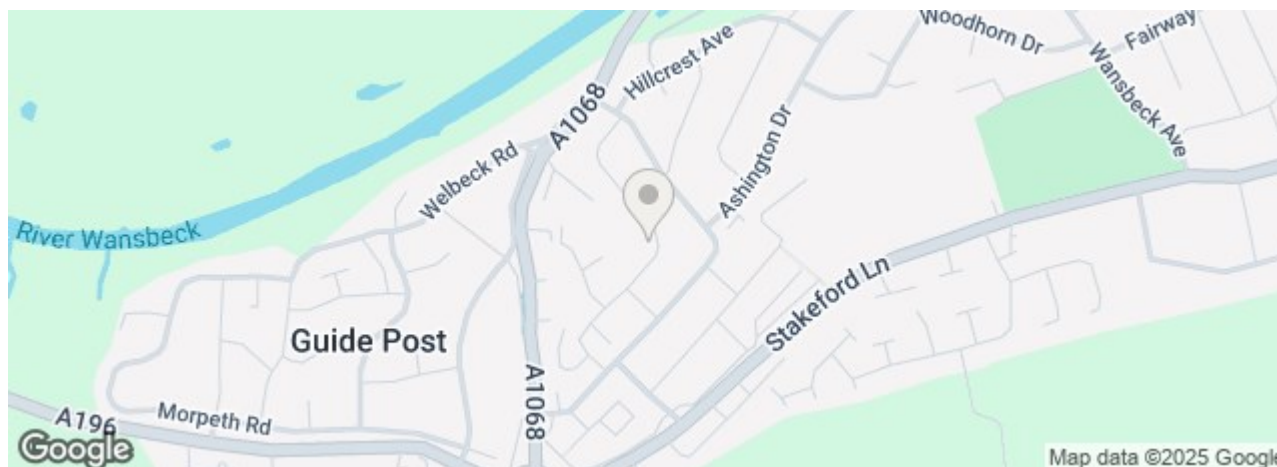 Woodhorn Dr
Fairway
Hillcrest Ave
Wansbeck Ave
A1068
Ashington Dr
Welbeck Rd
River Wansbeck
Stakeford Ln
Guide Post
A1068
A196
Morpeth Rd
Google
Map data ©2025 Google